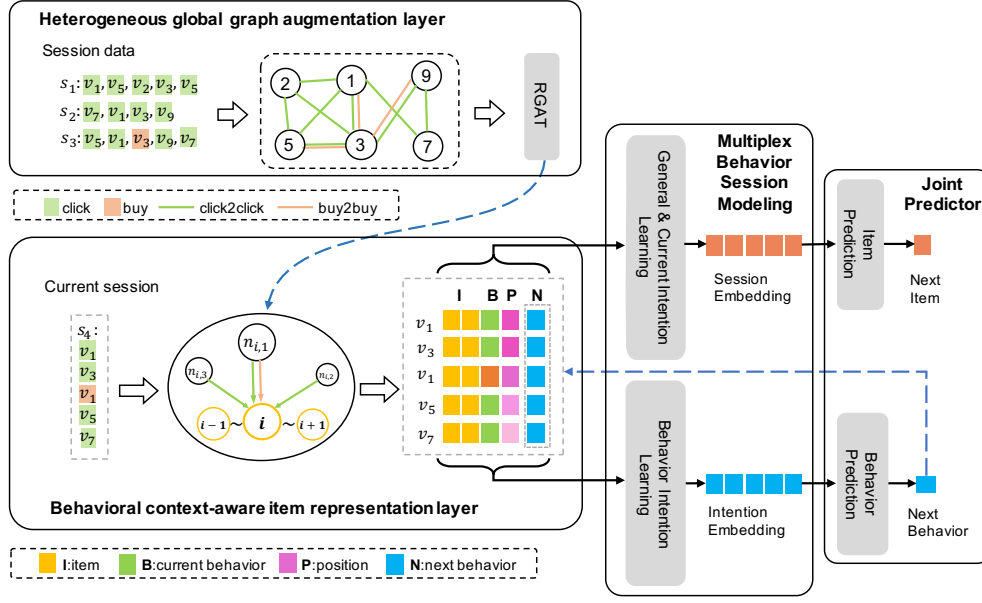 Heterogeneous global graph augmentation layer
Session data
s1: v1, v5, v2, v3, v5
s2: v7, v1, v3, v9
s3: v5, v1, v3, v9, v7
2
1
9
5
3
7
RGAT
click
buy
click2click
buy2buy
Current session
s4:
v1
v3
v1
v5
v7
n_i,1
n_i,3
n_i,2
i − 1 ~ i ~ i + 1
I B P N
v1
v3
v1
v5
v7
Behavioral context-aware item representation layer
I:item
B:current behavior
P:position
N:next behavior
General & Current Intention
Learning
Multiplex
Behavior
Session
Modeling
Session
Embedding
Behavior Intention
Learning
Intention
Embedding
Joint
Predictor
Item
Prediction
Next
Item
Behavior
Prediction
Next
Behavior